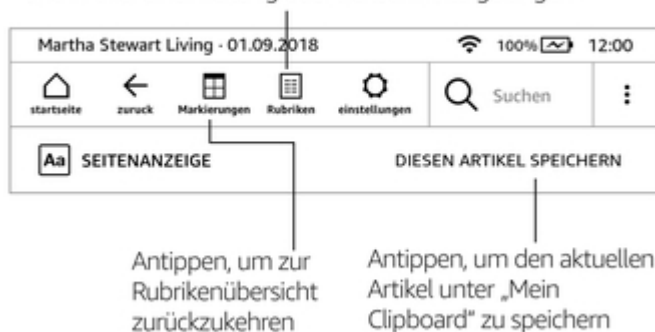 Martha Stewart Living - 01.09.2018 100% 12:00
startseite zuruck Markierungen Rubriken einstellungen Suchen
Aa SEITENANZEIGE DIESEN ARTIKEL SPEICHERN
Antippen, um zur
Rubrikenübersicht
zurückzukehren
Antippen, um den aktuellen
Artikel unter „Mein
Clipboard" zu speichern